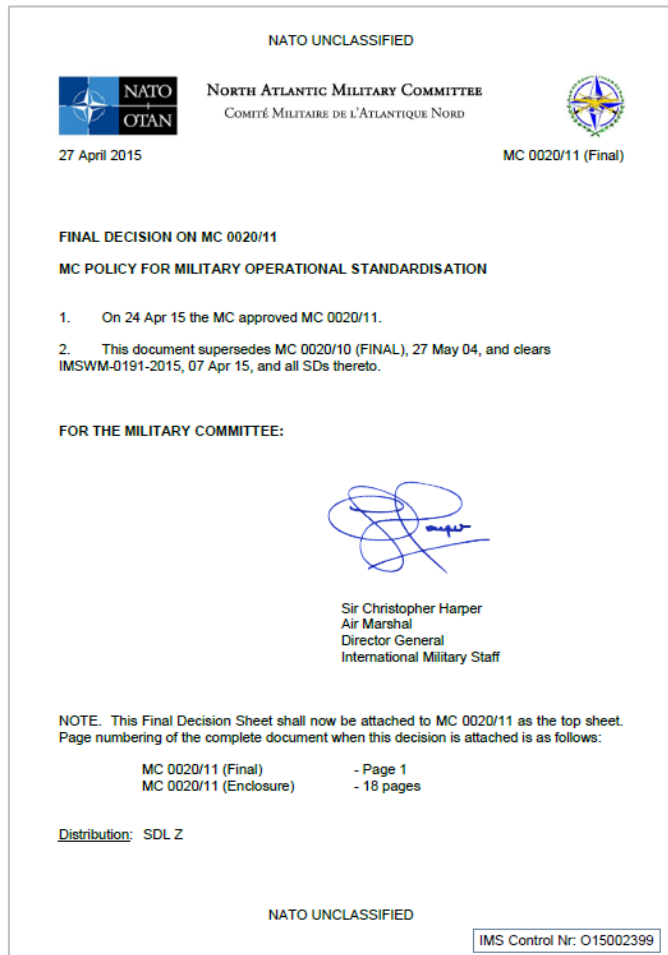 NATO UNCLASSIFIED
NATO
OTAN
NORTH ATLANTIC MILITARY COMMITTEE
COMITÉ MILITAIRE DE L'ATLANTIQUE NORD
27 April 2015
MC 0020/11 (Final)
FINAL DECISION ON MC 0020/11
MC POLICY FOR MILITARY OPERATIONAL STANDARDISATION
1. On 24 Apr 15 the MC approved MC 0020/11.
2. This document supersedes MC 0020/10 (FINAL), 27 May 04, and clears
IMSWM-0191-2015, 07 Apr 15, and all SDs thereto.
FOR THE MILITARY COMMITTEE:
Sir Christopher Harper
Air Marshal
Director General
International Military Staff
NOTE. This Final Decision Sheet shall now be attached to MC 0020/11 as the top sheet.
Page numbering of the complete document when this decision is attached is as follows:
MC 0020/11 (Final) - Page 1
MC 0020/11 (Enclosure) - 18 pages
Distribution: SDL Z
NATO UNCLASSIFIED
IMS Control Nr: O15002399